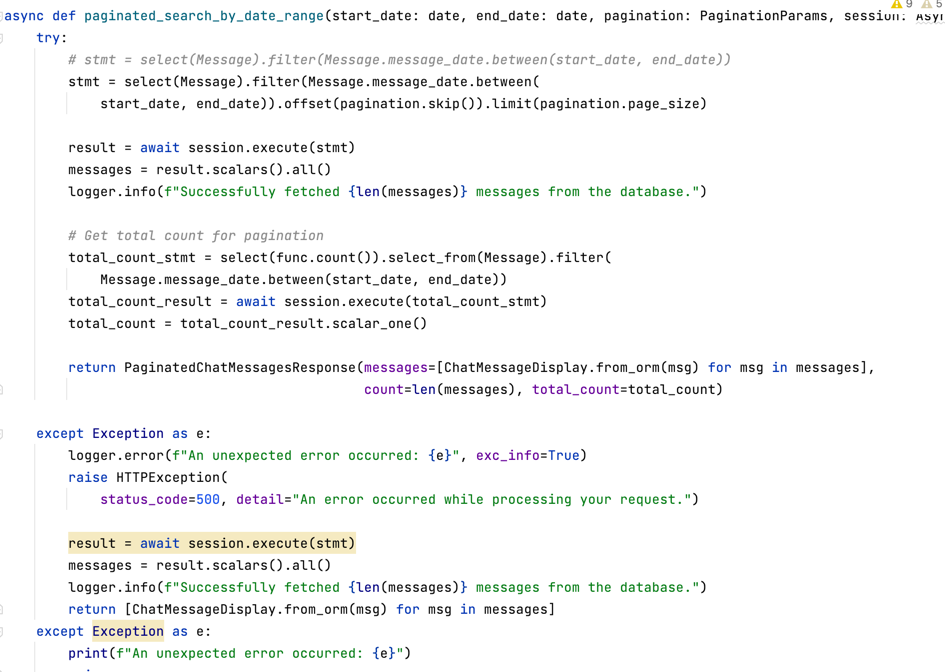 9 5
async def paginated_search_by_date_range(start_date: date, end_date: date, pagination: PaginationParams, session:
try:
# stmt = select(Message).filter(Message.message_date.between(start_date, end_date))
stmt = select(Message).filter(Message.message_date.between(
start_date, end_date)).offset(pagination.skip()).limit(pagination.page_size)
result = await session.execute(stmt)
messages = result.scalars().all()
logger.info(f"Successfully fetched {len(messages)} messages from the database.")
# Get total count for pagination
total_count_stmt = select(func.count()).select_from(Message).filter(
Message.message_date.between(start_date, end_date))
total_count_result = await session.execute(total_count_stmt)
total_count = total_count_result.scalar_one()
return PaginatedChatMessagesResponse(messages=[ChatMessageDisplay.from_orm(msg) for msg in messages],
count=len(messages), total_count=total_count)
except Exception as e:
logger.error(f"An unexpected error occurred: {e}", exc_info=True)
raise HTTPException(
status_code=500, detail="An error occurred while processing your request.")
result = await session.execute(stmt)
messages = result.scalars().all()
logger.info(f"Successfully fetched {len(messages)} messages from the database.")
return [ChatMessageDisplay.from_orm(msg) for msg in messages]
except Exception as e:
print(f"An unexpected error occurred: {e}")